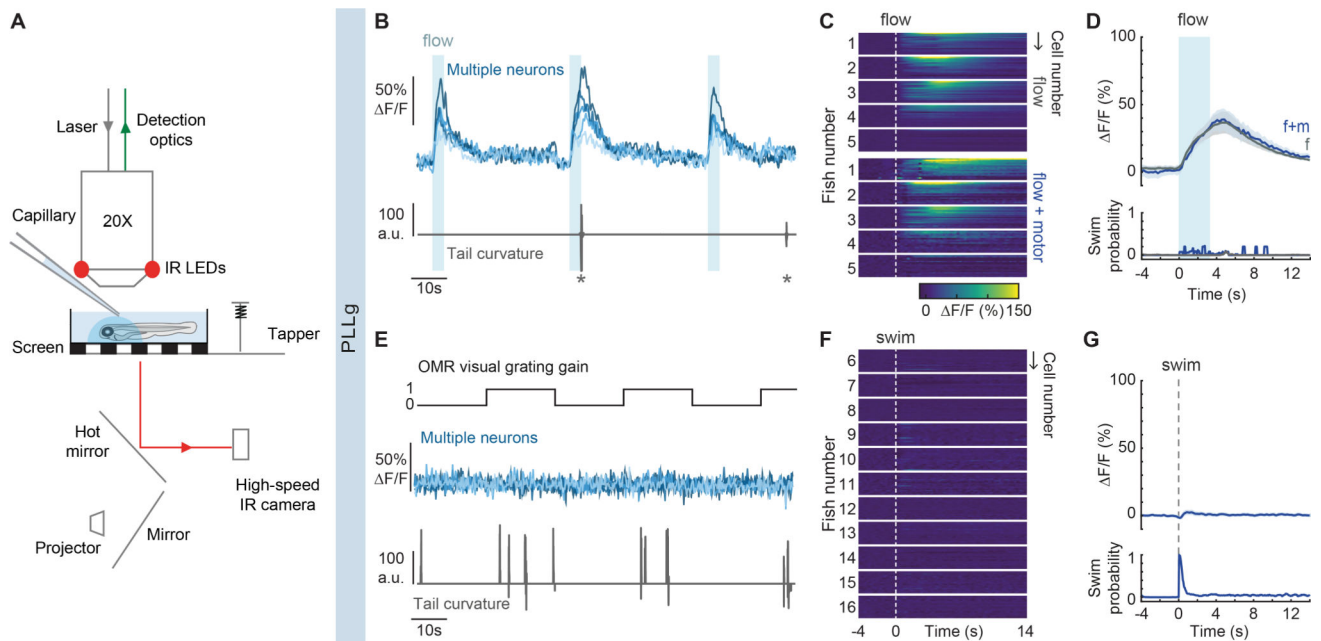 A
Laser
Detection
optics
Capillary
20X
IR LEDs
Screen
Tapper
Hot
mirror
High-speed
IR camera
Projector
Mirror
PLLg
B
flow
Multiple neurons
50%
ΔF/F
100
a.u.
Tail curvature
*
*
10s
C
flow
Fish number
1
2
3
4
5
1
2
3
4
5
Cell number
flow
flow + motor
0
ΔF/F (%)
150
D
flow
100
50
0
ΔF/F (%)
f+m
f
Swim
probability
1
0
-4
0
4
8
12
Time (s)
E
OMR visual grating gain
1
0
Multiple neurons
50%
ΔF/F
100
a.u.
Tail curvature
10s
F
swim
Fish number
6
7
8
9
10
11
12
13
14
15
16
Cell number
-4
0
Time (s)
14
G
swim
100
50
0
ΔF/F (%)
Swim
probability
1
0
-4
0
4
8
12
Time (s)